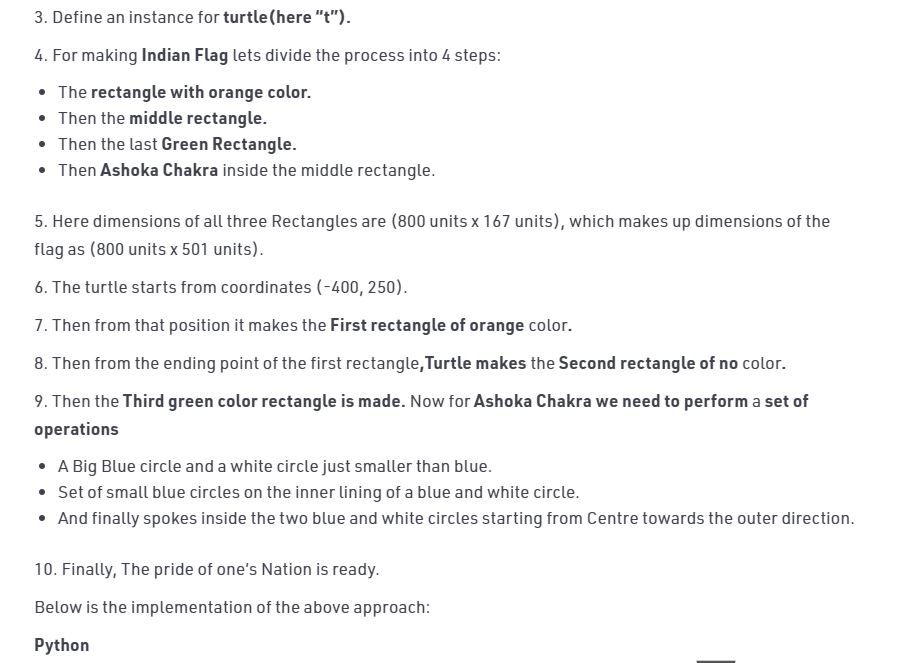 3. Define an instance for turtle(here “t”).
4. For making Indian Flag lets divide the process into 4 steps:
• The rectangle with orange color.
• Then the middle rectangle.
• Then the last Green Rectangle.
• Then Ashoka Chakra inside the middle rectangle.
5. Here dimensions of all three Rectangles are (800 units x 167 units), which makes up dimensions of the
flag as (800 units x 501 units).
6. The turtle starts from coordinates (-400, 250).
7. Then from that position it makes the First rectangle of orange color.
8. Then from the ending point of the first rectangle,Turtle makes the Second rectangle of no color.
9. Then the Third green color rectangle is made. Now for Ashoka Chakra we need to perform a set of
operations
• A Big Blue circle and a white circle just smaller than blue.
• Set of small blue circles on the inner lining of a blue and white circle.
• And finally spokes inside the two blue and white circles starting from Centre towards the outer direction.
10. Finally, The pride of one’s Nation is ready.
Below is the implementation of the above approach:
Python